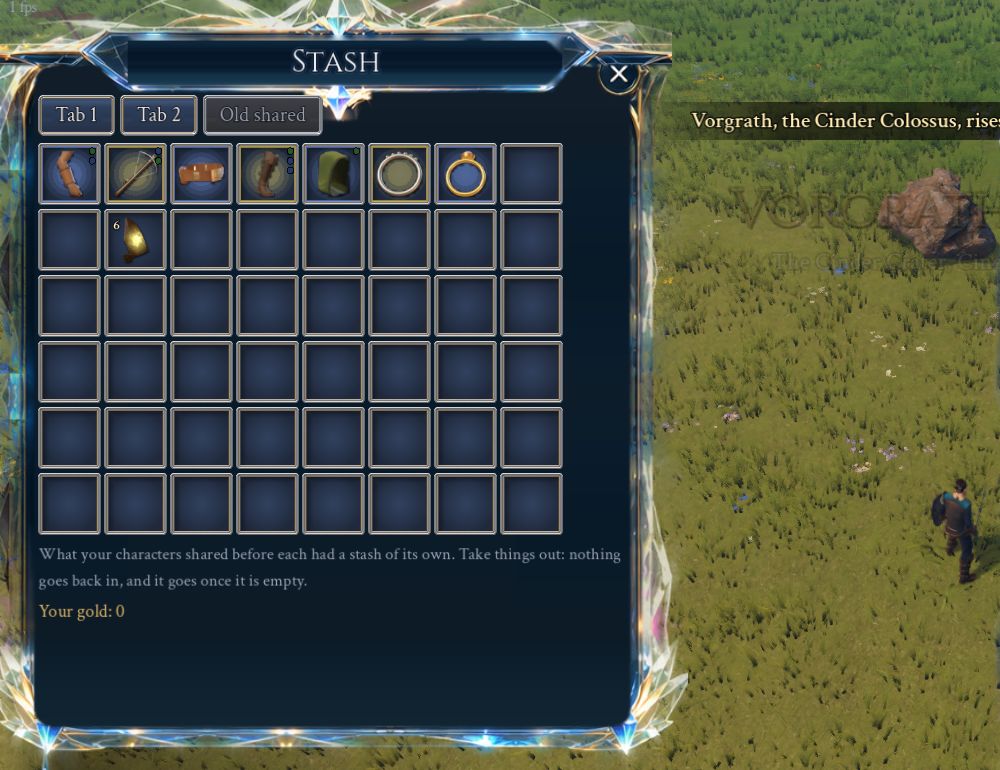 1 fps
Stash
Tab 1
Tab 2
Old shared
Vorgrath, the Cinder Colossus, rises
6
What your characters shared before each had a stash of its own. Take things out: nothing
goes back in, and it goes once it is empty.
Your gold: 0